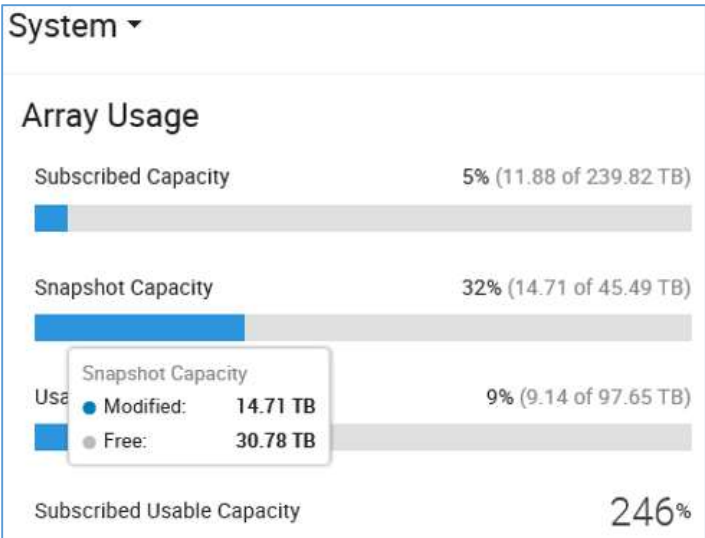 System
Array Usage
Subscribed Capacity 5% (11.88 of 239.82 TB)
Snapshot Capacity 32% (14.71 of 45.49 TB)
Snapshot Capacity
Usa 9% (9.14 of 97.65 TB)
Modified: 14.71 TB
Free: 30.78 TB
Subscribed Usable Capacity 246%